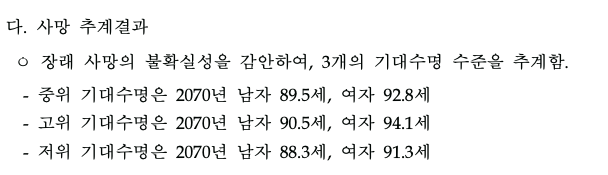 다. 사망 추계결과
○ 장래 사망의 불확실성을 감안하여, 3개의 기대수명 수준을 추계함.
- 중위 기대수명은 2070년 남자 89.5세, 여자 92.8세
- 고위 기대수명은 2070년 남자 90.5세, 여자 94.1세
- 저위 기대수명은 2070년 남자 88.3세, 여자 91.3세